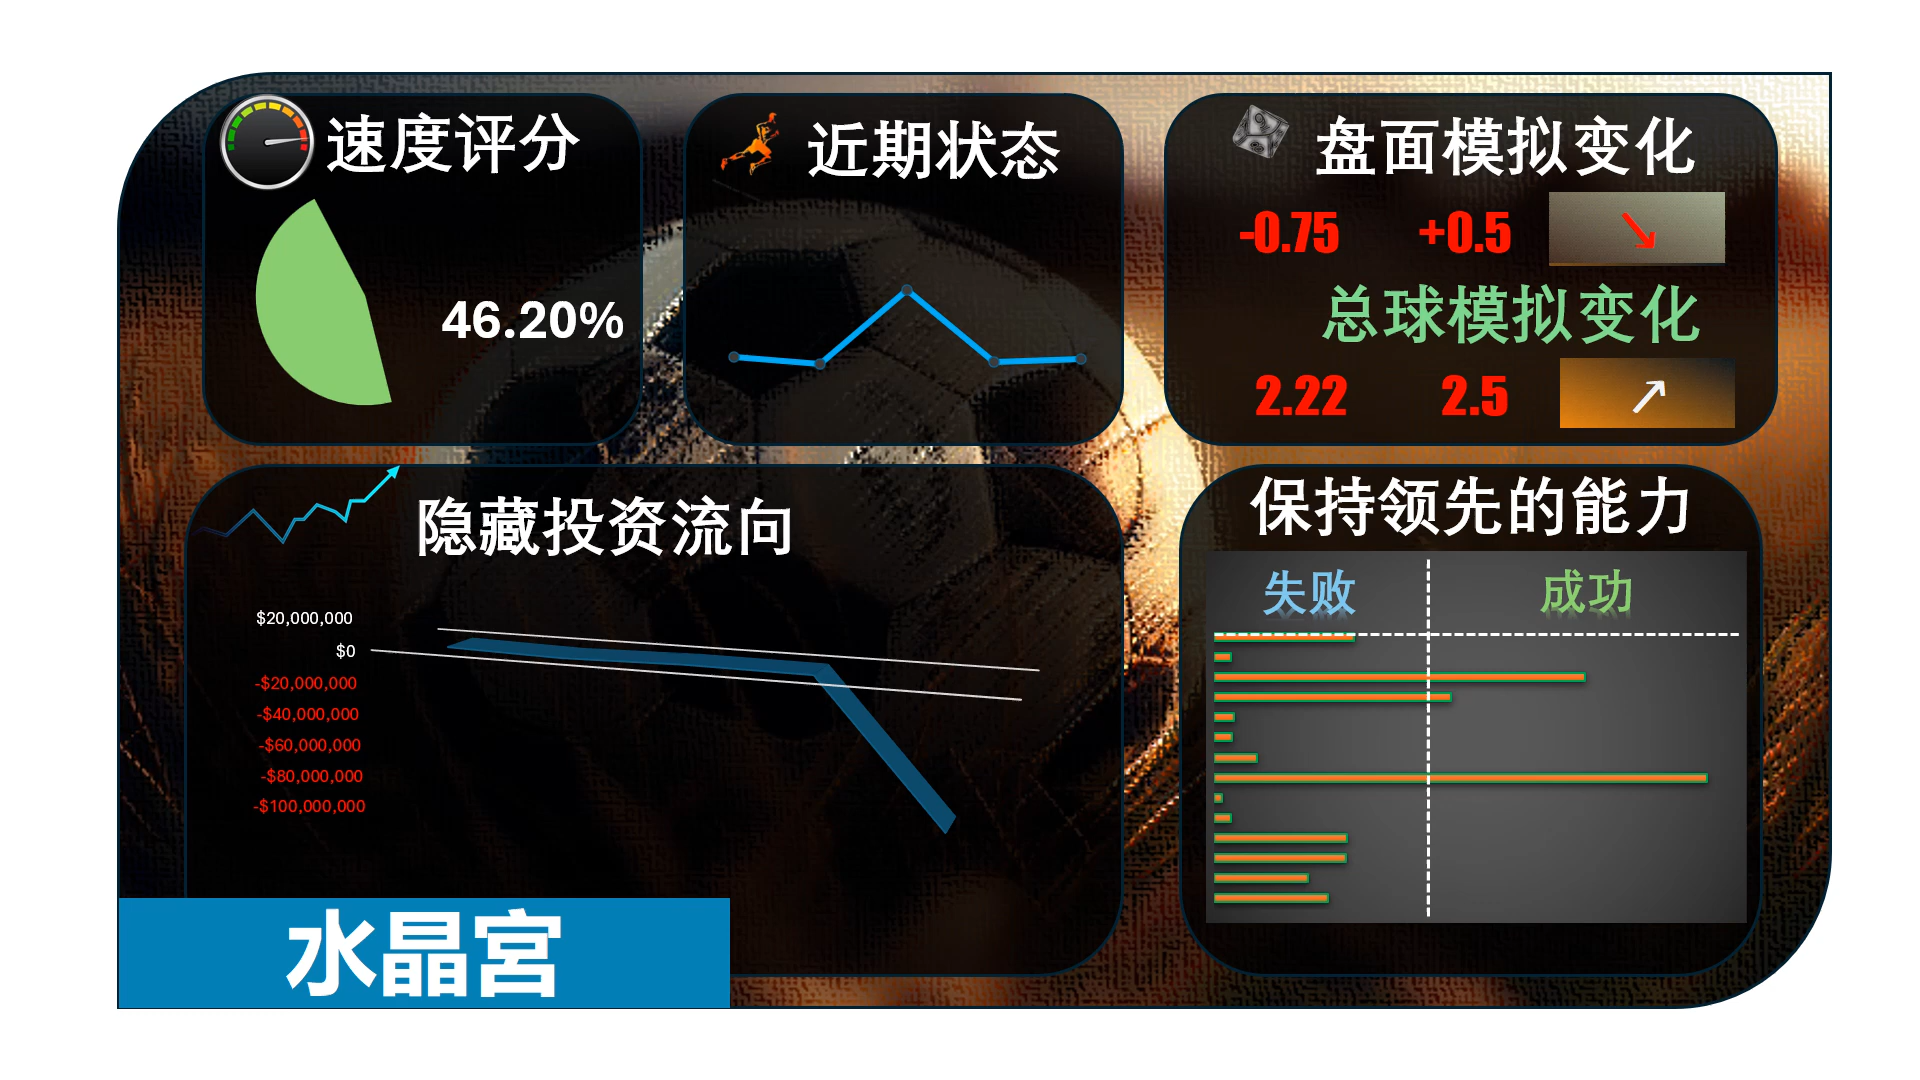 速度评分
46.20%
近期状态
盘面模拟变化
-0.75 +0.5 ↘
总球模拟变化
2.22 2.5 ↗
隐藏投资流向
$20,000,000
$0
-$20,000,000
-$40,000,000
-$60,000,000
-$80,000,000
-$100,000,000
保持领先的能力
失败 成功
水晶宮